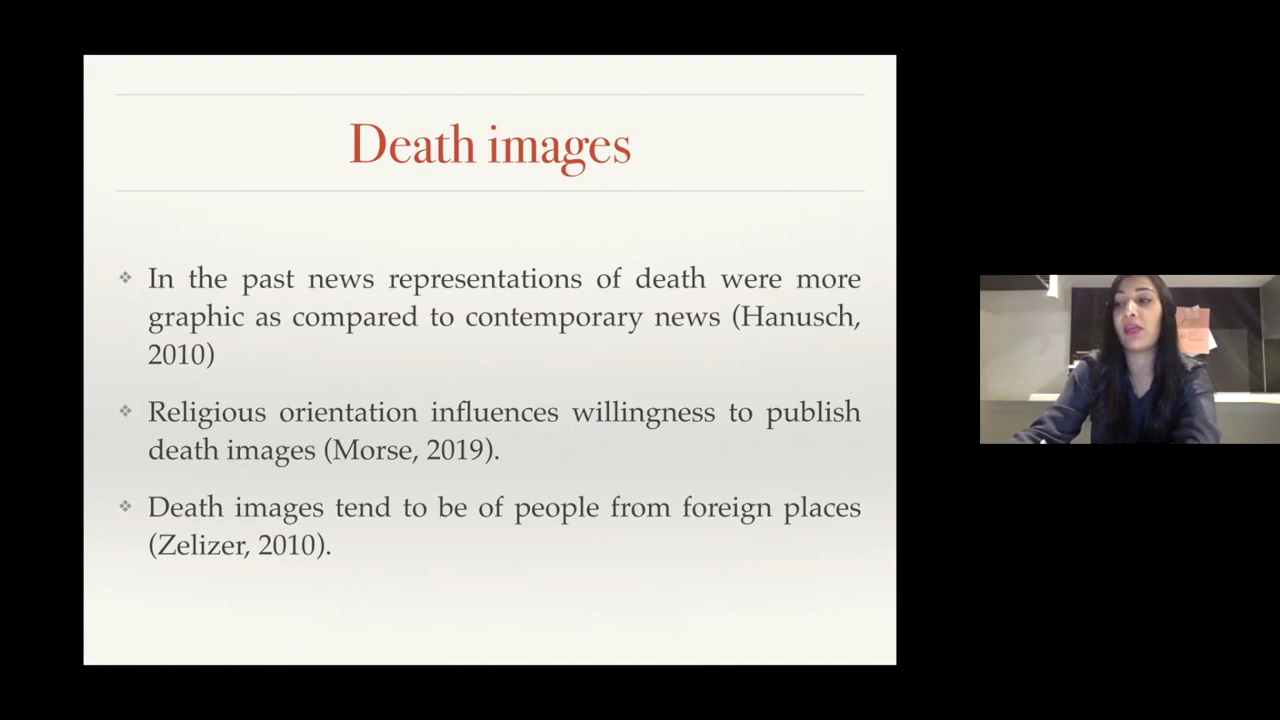 Death images
In the past news representations of death were more
graphic as compared to contemporary news (Hanusch,
2010)
Religious orientation influences willingness to publish
death images (Morse, 2019).
Death images tend to be of people from foreign places
(Zelizer, 2010).